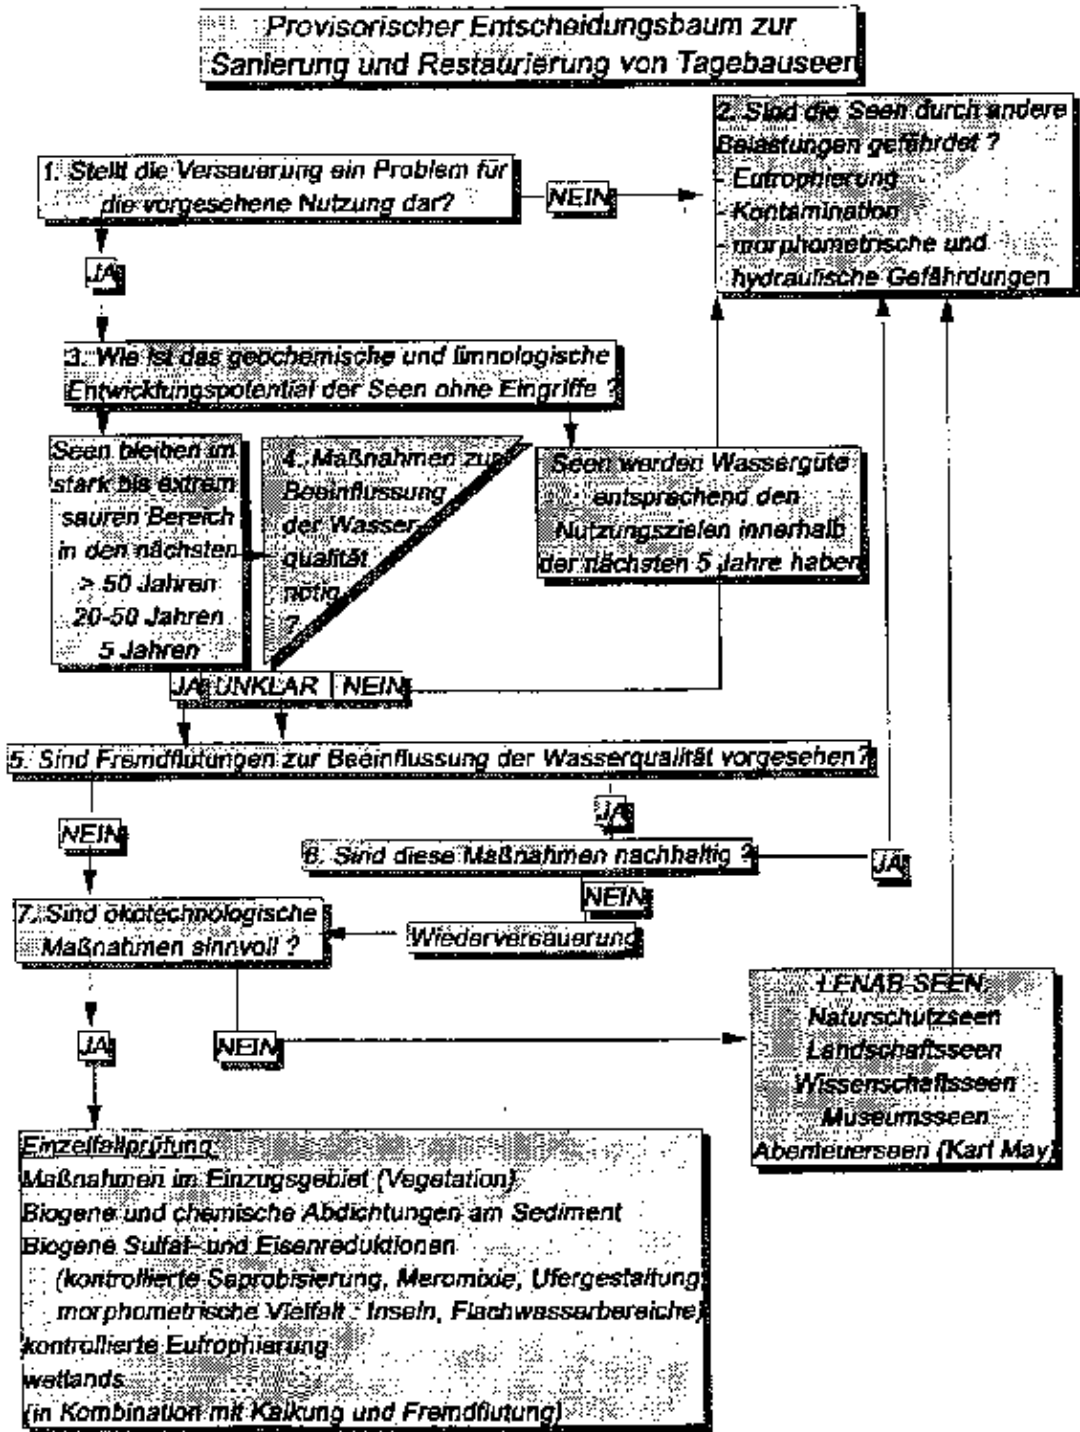 Provisorischer Entscheidungsbaum zur
Sanierung und Restaurierung von Tagebauseen
1. Stellt die Versauerung ein Problem für
die vorgesehene Nutzung dar?
NEIN
2. Sind die Seen durch andere
Belastungen gefährdet ?
- Eutrophierung
- Kontamination
- morphometrische und
hydraulische Gefährdungen
JA
3. Wie ist das geochemische und limnologische
Entwicklungspotential der Seen ohne Eingriffe ?
Seen bleiben im
stark bis extrem
sauren Bereich
in den nächsten
> 50 Jahren
20-50 Jahren
5 Jahren
4. Maßnahmen zur
Beeinflussung
der Wasser-
qualität
nötig
?
Seen werden Wassergüte
entsprechend den
Nutzungszielen innerhalb
der nächsten 5 Jahre haben
JA UNKLAR NEIN
5. Sind Fremdflutungen zur Beeinflussung der Wasserqualität vorgesehen?
JA
NEIN
6. Sind diese Maßnahmen nachhaltig ?
JA
NEIN
7. Sind ökotechnologische
Maßnahmen sinnvoll ?
Wiederversauerung
JA
NEIN
LENAB-SEEN:
Naturschutzseen
Landschaftsseen
Wissenschaftsseen
Museumsseen
Abenteuerseen (Karl May)
Einzelfallprüfung:
Maßnahmen im Einzugsgebiet (Vegetation)
Biogene und chemische Abdichtungen am Sediment
Biogene Sulfat- und Eisenreduktionen
(kontrollierte Saprobisierung, Meromixie, Ufergestaltung
morphometrische Vielfalt : Inseln, Flachwasserbereiche)
kontrollierte Eutrophierung
wetlands
(in Kombination mit Kalkung und Fremdflutung)